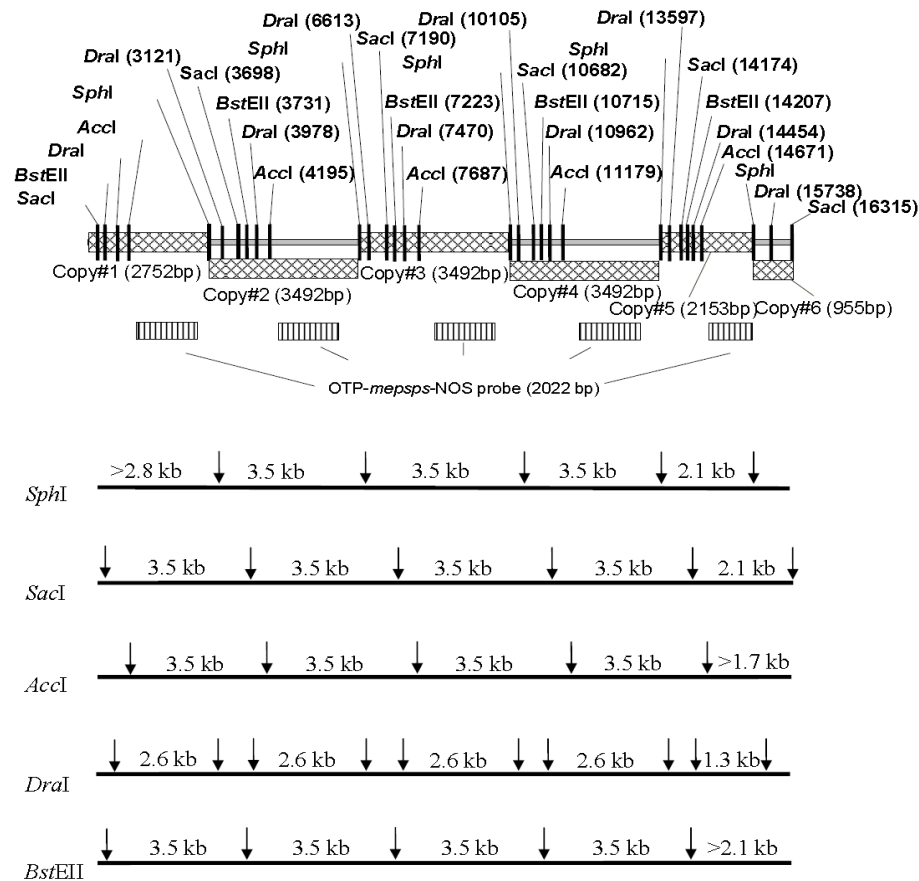 DraI (3121)
SphI
AccI
DraI
BstEII
SacI
DraI (6613)
SphI
SacI (3698)
BstEII (3731)
DraI (3978)
AccI (4195)
DraI (10105)
SacI (7190)
SphI
BstEII (7223)
DraI (7470)
AccI (7687)
DraI (13597)
SphI
SacI (10682)
BstEII (10715)
DraI (10962)
AccI (11179)
SacI (14174)
BstEII (14207)
DraI (14454)
AccI (14671)
SphI
DraI (15738)
SacI (16315)
Copy#1 (2752bp)
Copy#2 (3492bp)
Copy#3 (3492bp)
Copy#4 (3492bp)
Copy#5 (2153bp)
Copy#6 (955bp)
OTP-mepsps-NOS probe (2022 bp)
SphI >2.8 kb 3.5 kb 3.5 kb 3.5 kb 2.1 kb
SacI 3.5 kb 3.5 kb 3.5 kb 3.5 kb 2.1 kb
AccI 3.5 kb 3.5 kb 3.5 kb 3.5 kb >1.7 kb
DraI 2.6 kb 2.6 kb 2.6 kb 2.6 kb 1.3 kb
BstEII 3.5 kb 3.5 kb 3.5 kb 3.5 kb >2.1 kb